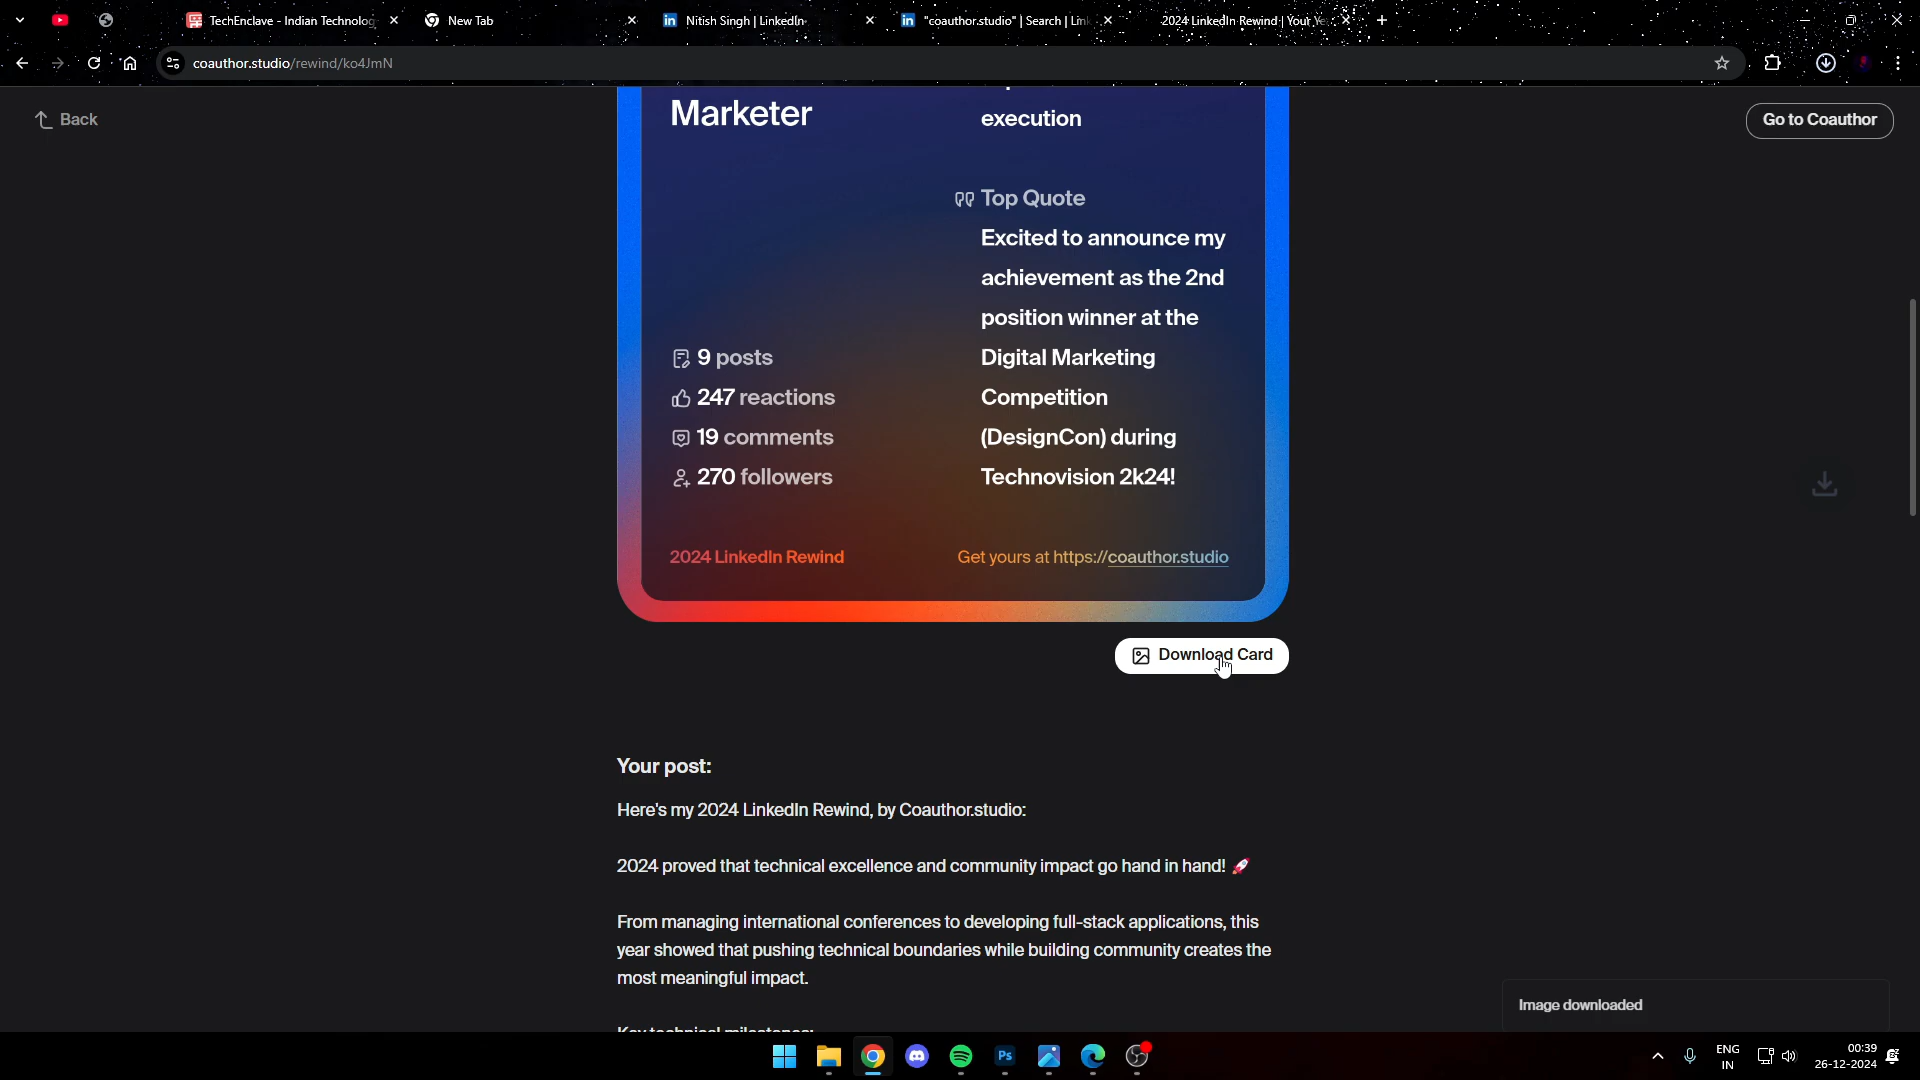 TechEnclave - Indian Technolog
New Tab
Nitish Singh | LinkedIn
"coauthor.studio" | Search | Lin
2024 LinkedIn Rewind | Your Ye
coauthor.studio/rewind/ko4JmN
Back
Go to Coauthor
Marketer
execution
Top Quote
Excited to announce my
achievement as the 2nd
position winner at the
Digital Marketing
Competition
(DesignCon) during
Technovision 2k24!
9 posts
247 reactions
19 comments
270 followers
2024 LinkedIn Rewind
Get yours at https://coauthor.studio
Download Card
Your post:
Here's my 2024 LinkedIn Rewind, by Coauthor.studio:
2024 proved that technical excellence and community impact go hand in hand! 🚀
From managing international conferences to developing full-stack applications, this
year showed that pushing technical boundaries while building community creates the
most meaningful impact.
Image downloaded
Ps
ENG
IN
00:39
26-12-2024